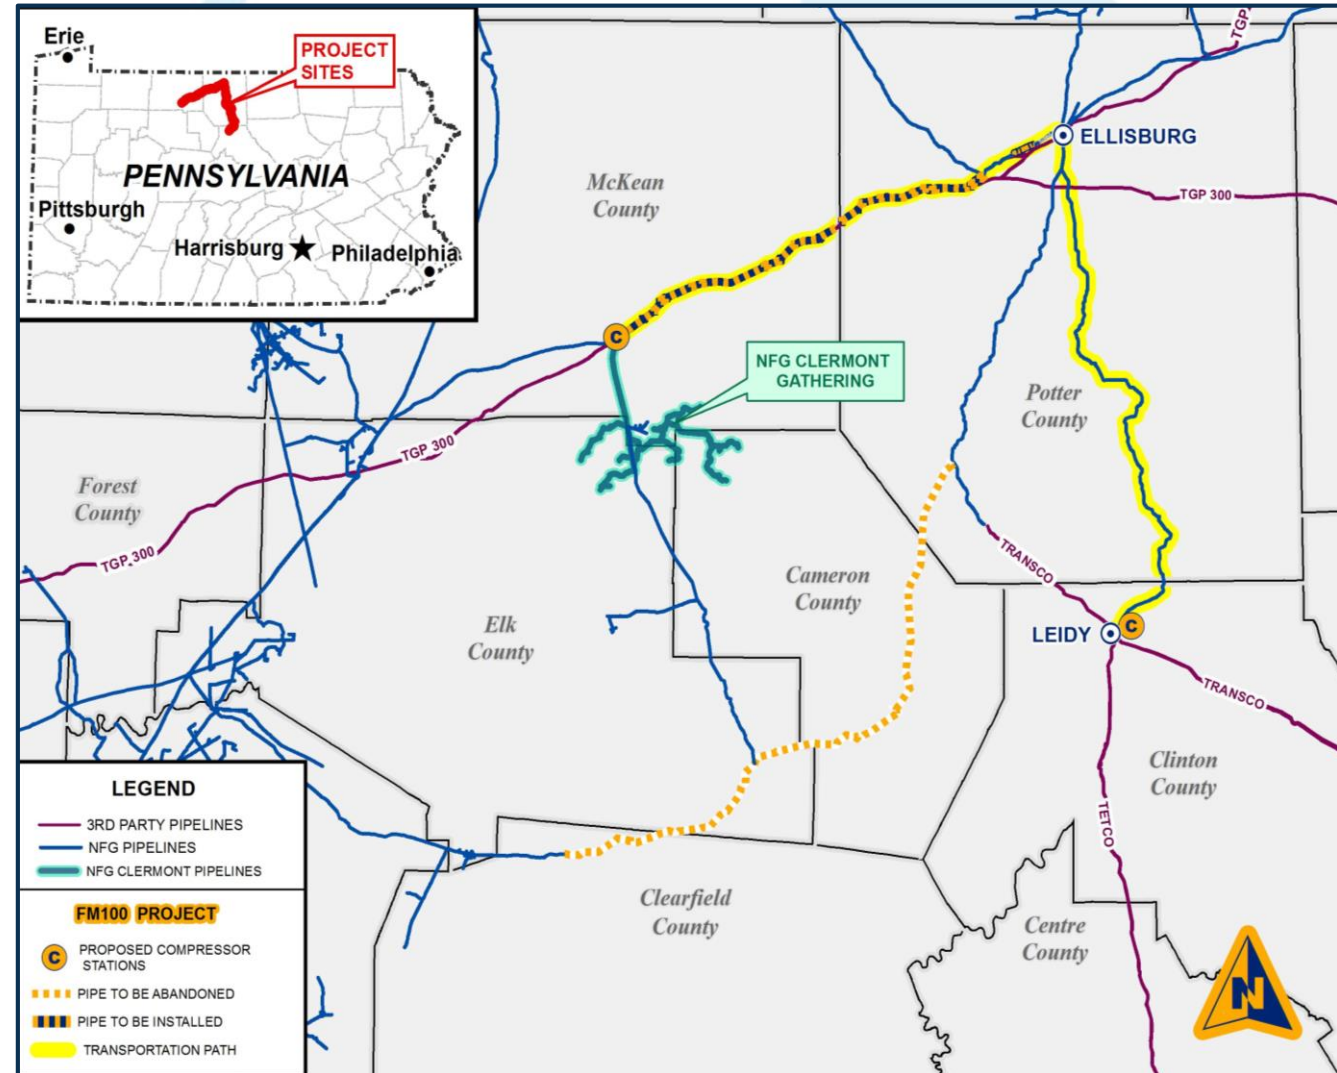 Erie
PROJECT
SITES
PENNSYLVANIA
Pittsburgh
Harrisburg
Philadelphia
TGP
ELLISBURG
McKean
County
TGP 300
C
NFG CLERMONT
GATHERING
Potter
County
TGP 300
Forest
County
TGP 300
TRANSCO
Cameron
County
Elk
County
LEIDY
C
TRANSCO
Clinton
County
TETCO
Clearfield
County
Centre
County
N
LEGEND
3RD PARTY PIPELINES
NFG PIPELINES
NFG CLERMONT PIPELINES
FM100 PROJECT
C
PROPOSED COMPRESSOR
STATIONS
PIPE TO BE ABANDONED
PIPE TO BE INSTALLED
TRANSPORTATION PATH